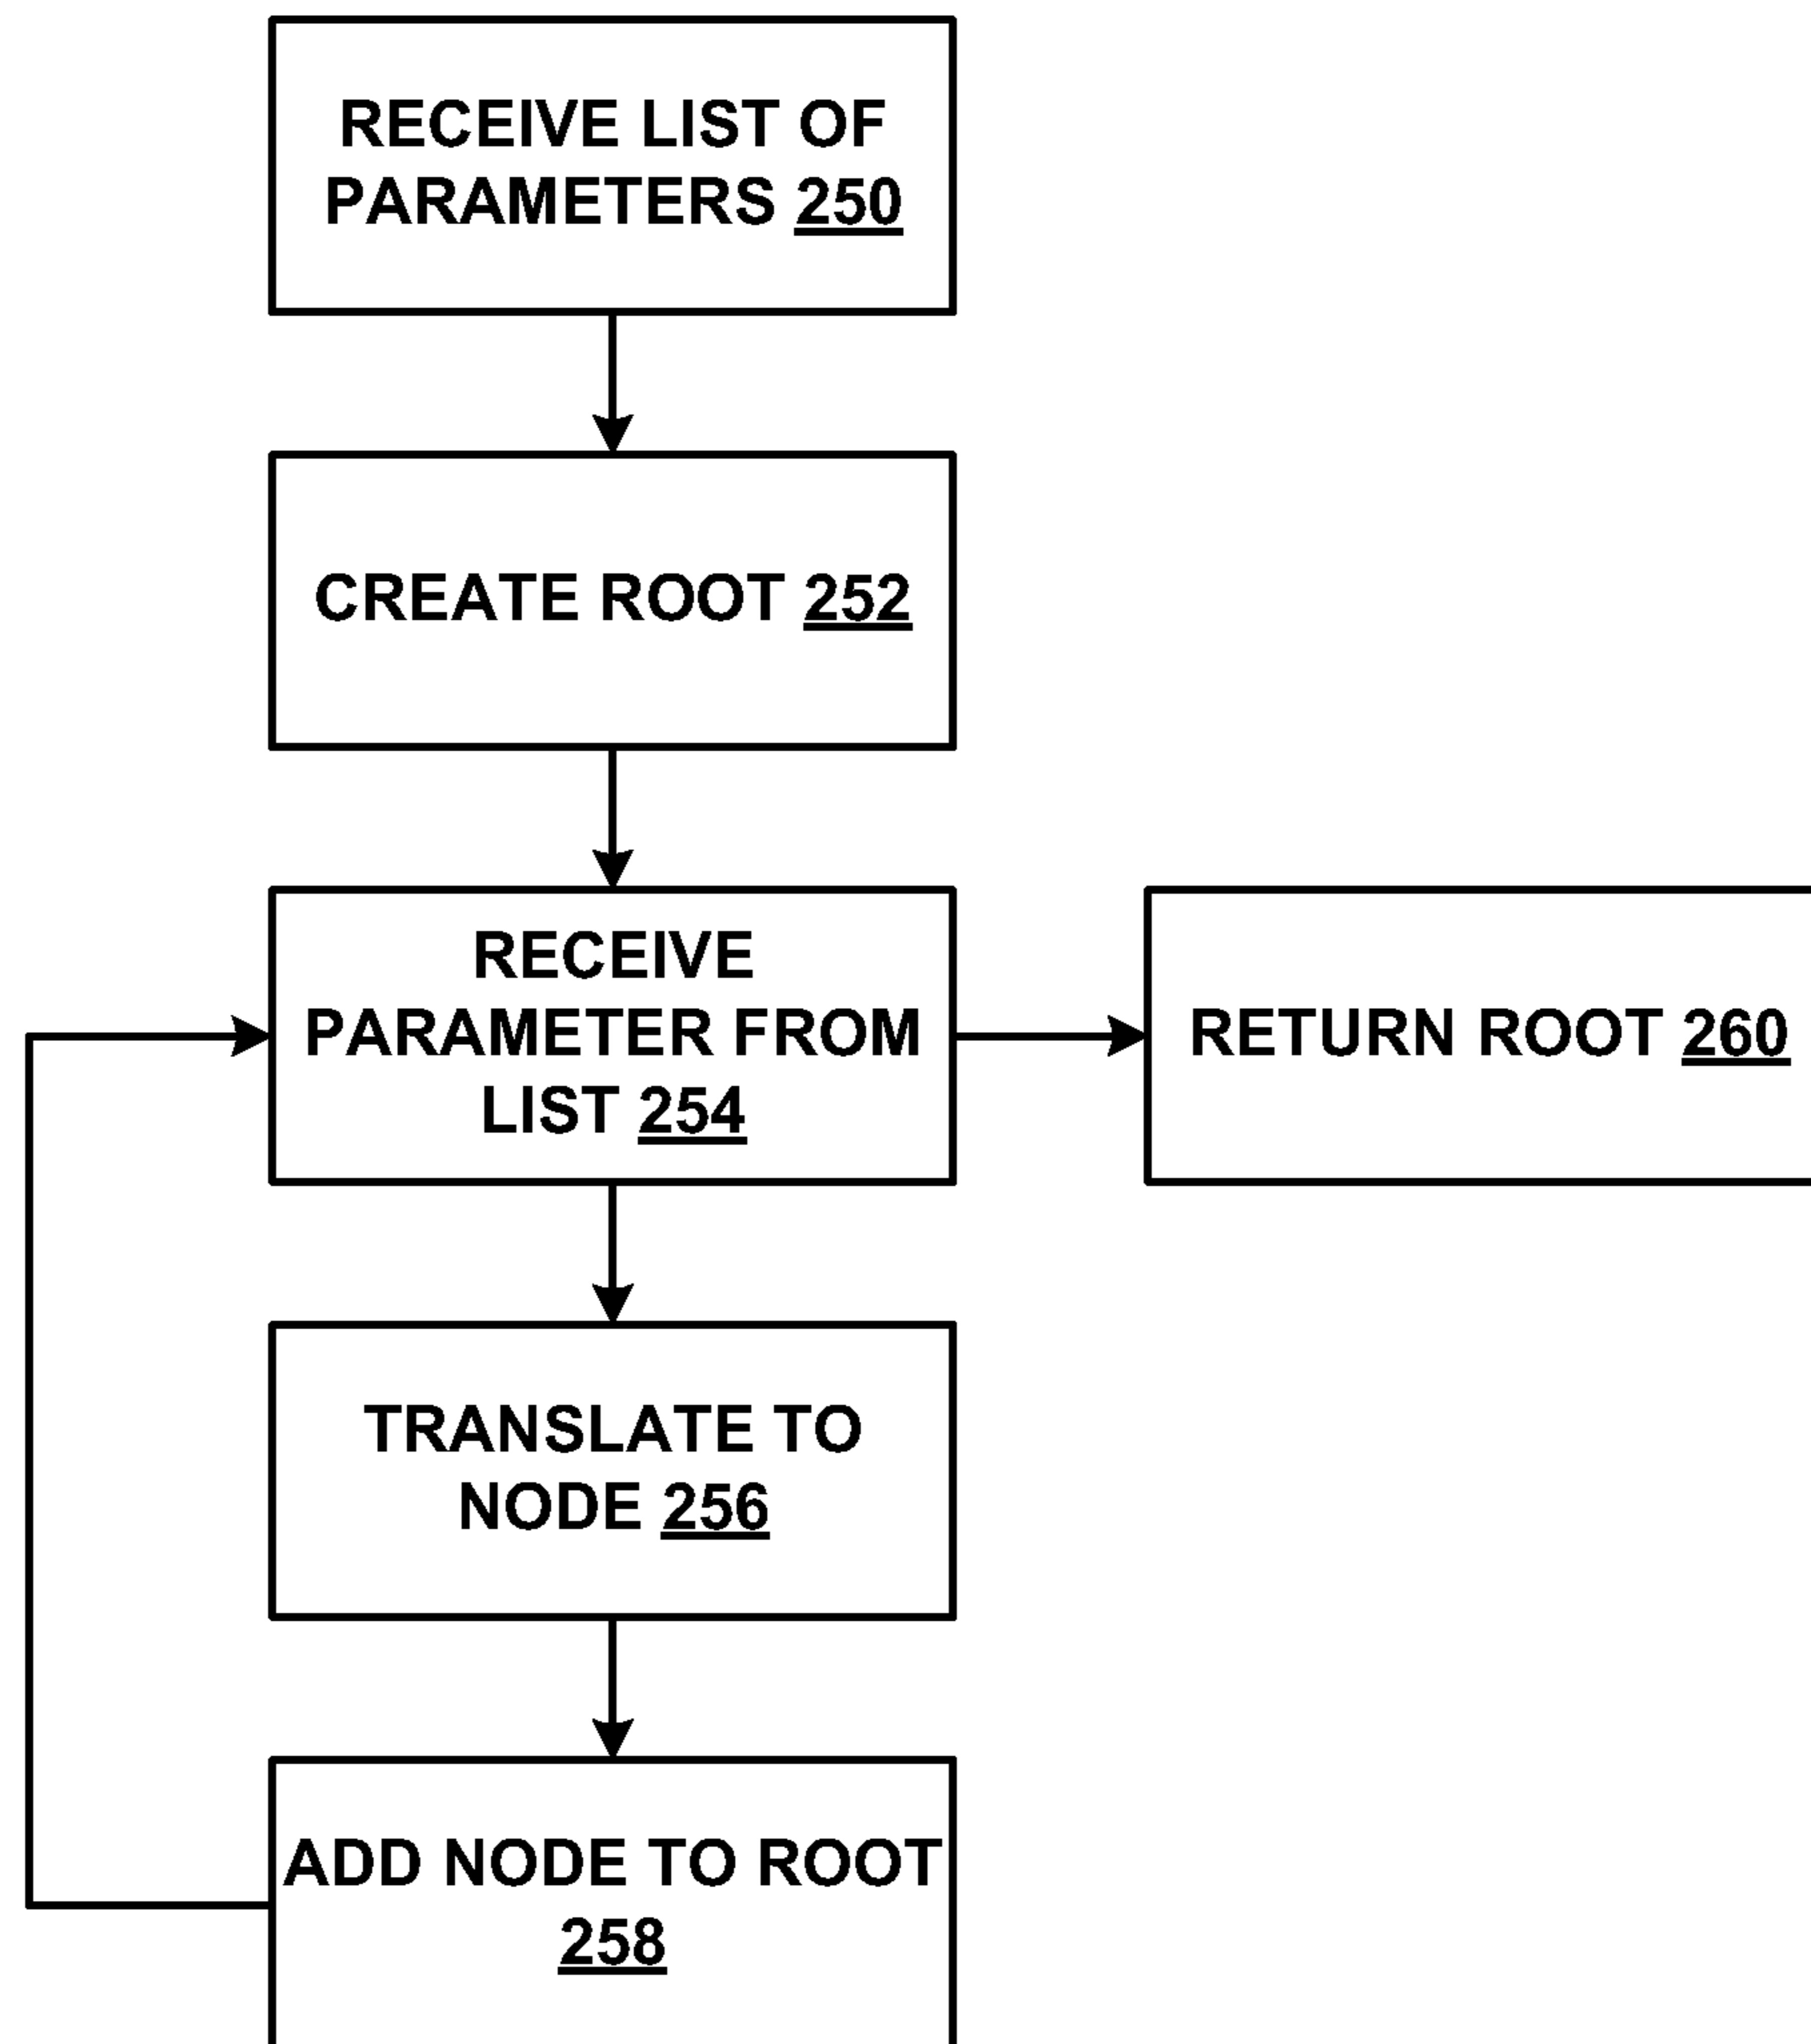 RECEIVE LIST OF
PARAMETERS 250
CREATE ROOT 252
RECEIVE
PARAMETER FROM
LIST 254
RETURN ROOT 260
TRANSLATE TO
NODE 256
ADD NODE TO ROOT
258